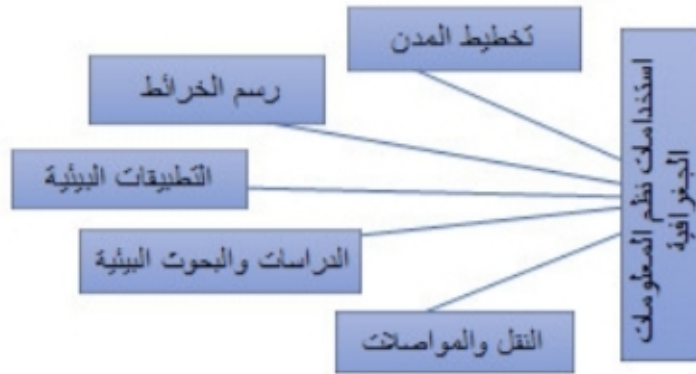 استخدامات نظم المعلومات
الجغرافية
تخطيط المدن
رسم الخرائط
التطبيقات البيئية
الدراسات والبحوث البيئية
النقل والمواصلات